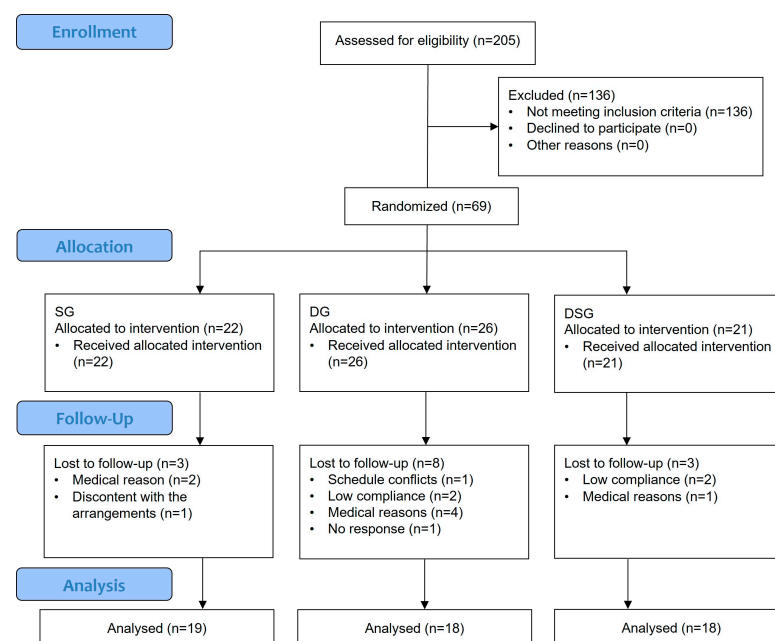 Enrollment
Assessed for eligibility (n=205)
Excluded (n=136)
• Not meeting inclusion criteria (n=136)
• Declined to participate (n=0)
• Other reasons (n=0)
Randomized (n=69)
Allocation
SG
Allocated to intervention (n=22)
• Received allocated intervention
(n=22)
DG
Allocated to intervention (n=26)
• Received allocated intervention
(n=26)
DSG
Allocated to intervention (n=21)
• Received allocated intervention
(n=21)
Follow-Up
Lost to follow-up (n=3)
• Medical reason (n=2)
• Discontent with the
arrangements (n=1)
Lost to follow-up (n=8)
• Schedule conflicts (n=1)
• Low compliance (n=2)
• Medical reasons (n=4)
• No response (n=1)
Lost to follow-up (n=3)
• Low compliance (n=2)
• Medical reasons (n=1)
Analysis
Analysed (n=19)
Analysed (n=18)
Analysed (n=18)